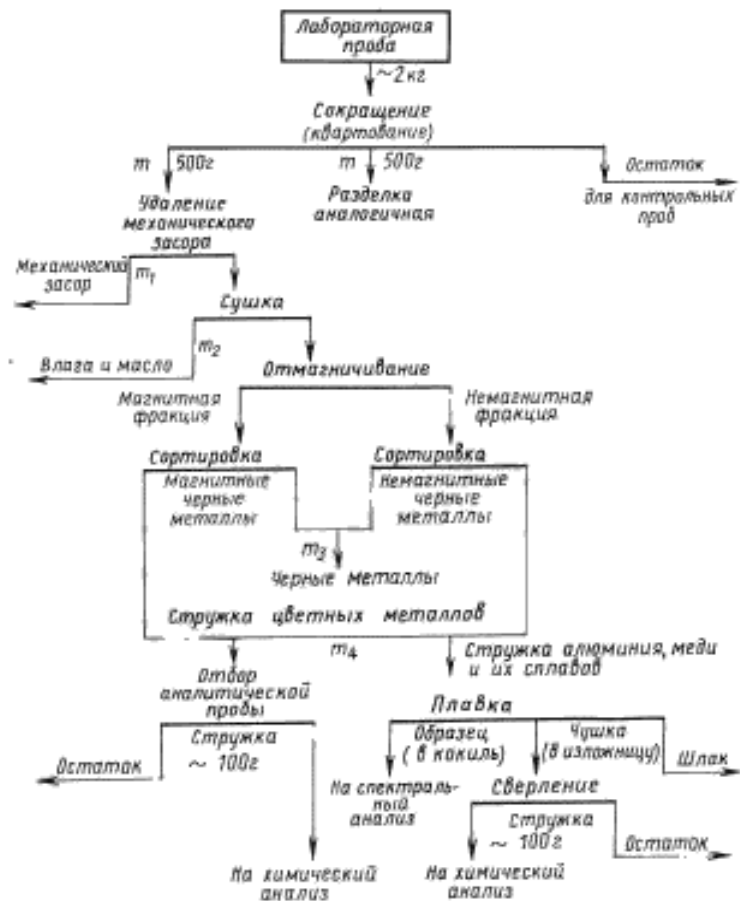 Лабораторная
проба
~2кг
Сокращение
(квартование)
m 500г
m 500г
Остаток
Удаление
механического
засора
Разделка
аналогичная
для контрольных
проб
Механический
засор
m1
Сушка
Влага и масло
m2
Отмагничивание
Магнитная
фракция
Немагнитная
фракция
Сортировка
Сортировка
Магнитные
черные
металлы
Немагнитные
черные
металлы
m3
Черные металлы
Стружка цветных металлов
m4
Отбор
аналитической
пробы
Стружка алюминия, меди
и их сплавов
Плавка
Остаток
Стружка
~ 100г
Образец
(в кокиль)
Чушка
(в изложницу)
Шлак
На спектраль-
ный
анализ
Сверление
Стружка
~ 100г
Остаток
На химический
анализ
На химический
анализ